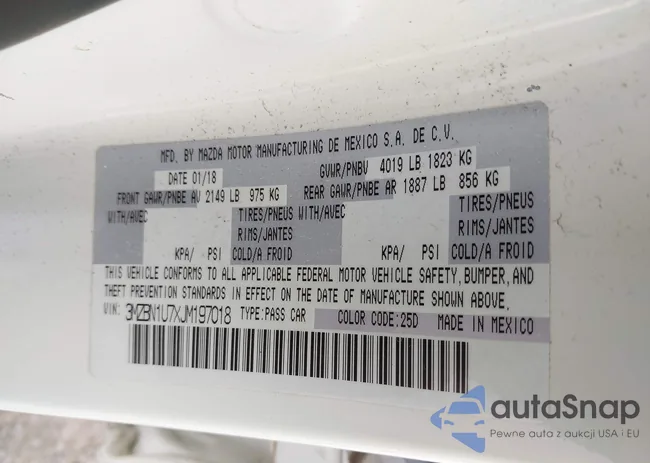 MFD. BY MAZDA MOTOR MANUFACTURING DE MEXICO S.A. DE C.V.
DATE 01/18 GVWR/PNBV 4019 LB 1823 KG
FRONT GAWR/PNBE AV 2149 LB 975 KG REAR GAWR/PNBE AR 1887 LB 856 KG
WITH/AVEC TIRES/PNEUS WITH/AVEC TIRES/PNEUS
RIMS/JANTES RIMS/JANTES
KPA/ PSI COLD/A FROID KPA/ PSI COLD/A FROID
THIS VEHICLE CONFORMS TO ALL APPLICABLE FEDERAL MOTOR VEHICLE SAFETY, BUMPER, AND
THEFT PREVENTION STANDARDS IN EFFECT ON THE DATE OF MANUFACTURE SHOWN ABOVE.
VIN: 3MZBN1U7XJM197018 TYPE:PASS CAR COLOR CODE:25D MADE IN MEXICO
autaSnap
Pewne auta z aukcji USA i EU